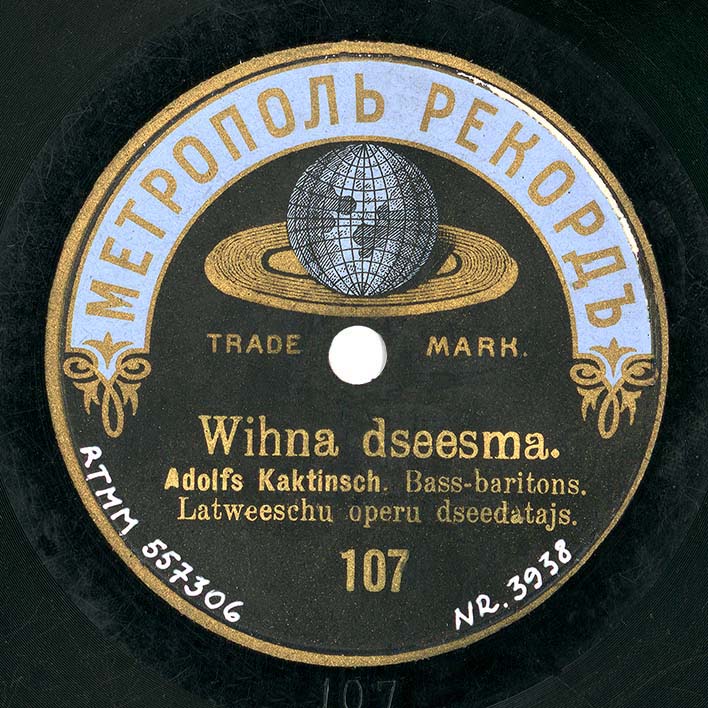 МЕТРОПОЛЬ РЕКОРДЪ
TRADE MARK.
Wihna dseesma.
Adolfs Kaktinsch. Bass-baritons.
Latweeschu operu dseedatajs.
107
RTMM 557306
NR. 3938
107